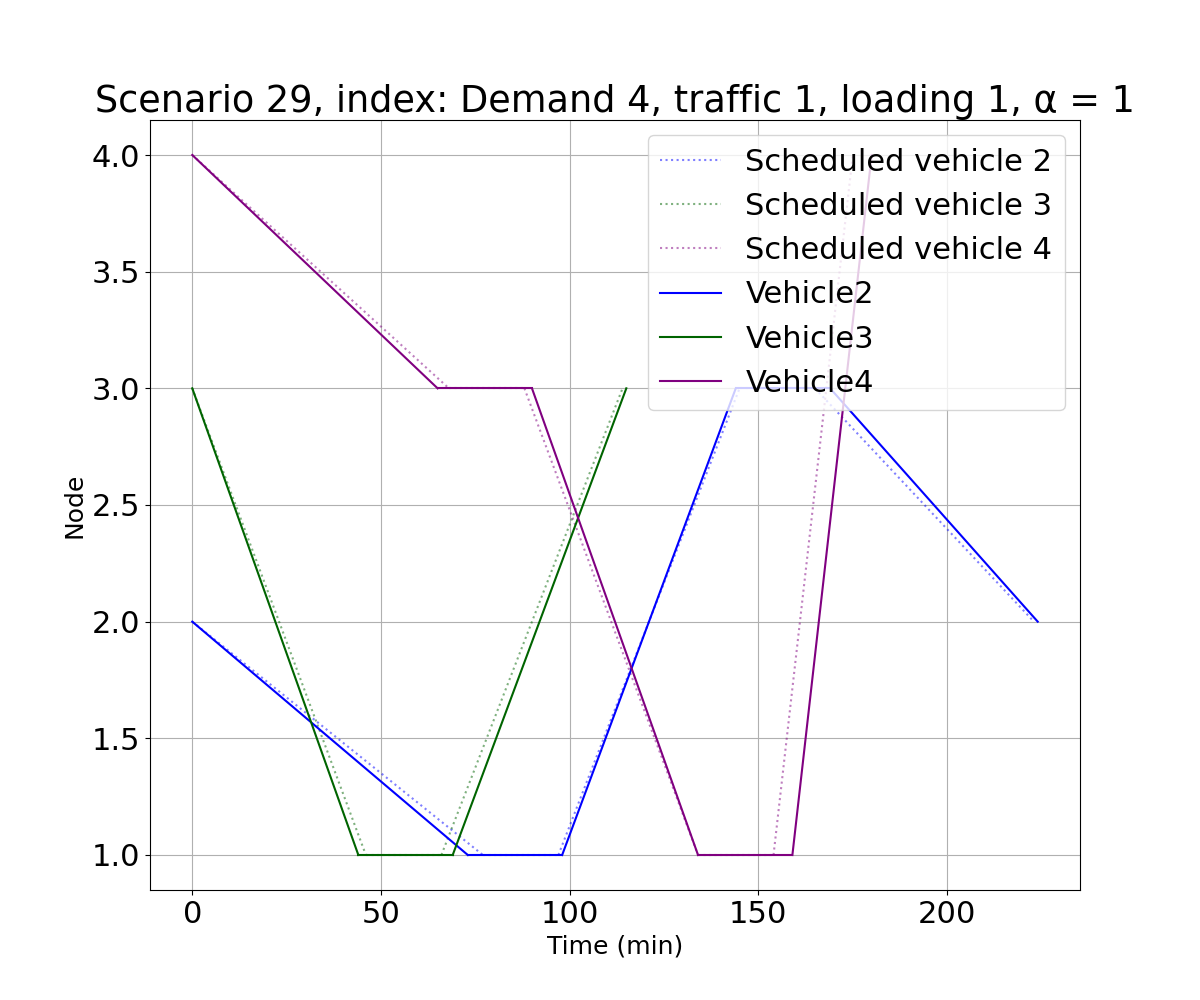 Scenario 29, index: Demand 4, traffic 1, loading 1, α = 1
Scheduled vehicle 2
Scheduled vehicle 3
Scheduled vehicle 4
Vehicle2
Vehicle3
Vehicle4
Node
4.0
3.5
3.0
2.5
2.0
1.5
1.0
0
50
100
150
200
Time (min)